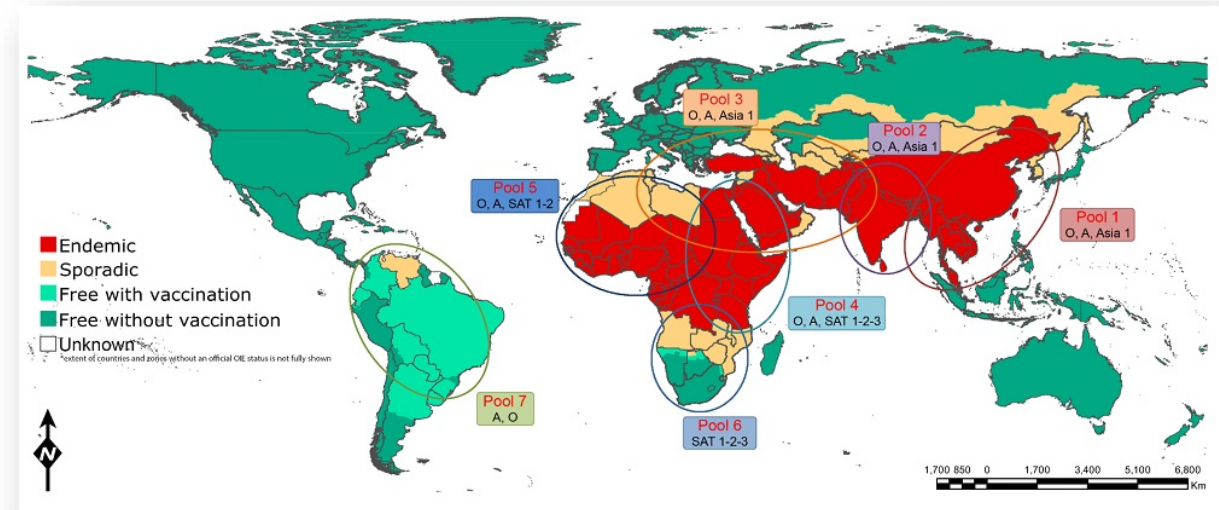 Pool 3
O, A, Asia 1
Pool 2
O, A, Asia 1
Pool 5
O, A, SAT 1-2
Pool 1
O, A, Asia 1
Endemic
Sporadic
Free with vaccination
Free without vaccination
Unknown
*extent of countries and zones without an official OIE status is not fully shown
Pool 4
O, A, SAT 1-2-3
Pool 7
A, O
Pool 6
SAT 1-2-3
N
1,700 850 0 1,700 3,400 5,100 6,800
Km